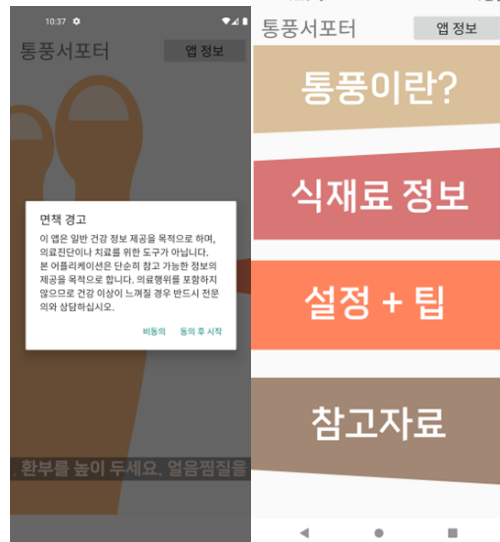 10:37
통풍서포터
앱 정보
면책 경고
이 앱은 일반 건강 정보 제공을 목적으로 하며,
의료진단이나 치료를 위한 도구가 아닙니다.
본 어플리케이션은 단순히 참고 가능한 정보의
제공을 목적으로 합니다. 의료행위를 포함하지
않으므로 건강 이상이 느껴질 경우 반드시 전문
의와 상담하십시오.
비동의
동의 후 시작
환부를 높이 두세요. 얼음찜질을
통풍서포터
앱 정보
통풍이란?
식재료 정보
설정 + 팁
참고자료